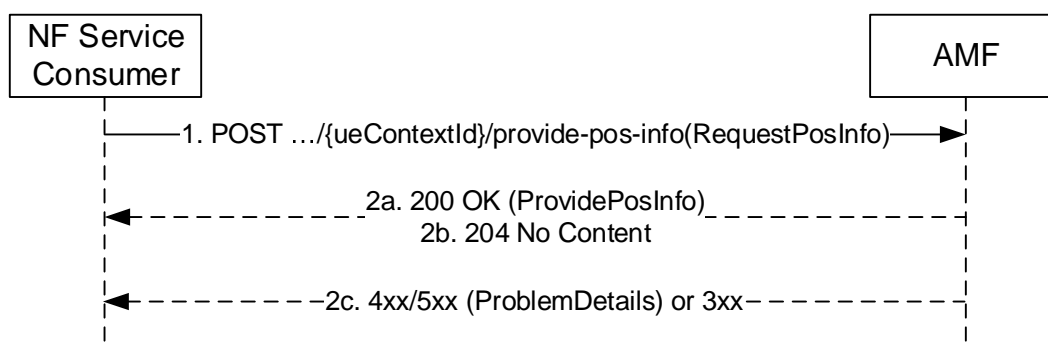 NF Service
Consumer
AMF
1. POST …/{ueContextId}/provide-pos-info(RequestPosInfo)
2a. 200 OK (ProvidePosInfo)
2b. 204 No Content
2c. 4xx/5xx (ProblemDetails) or 3xx